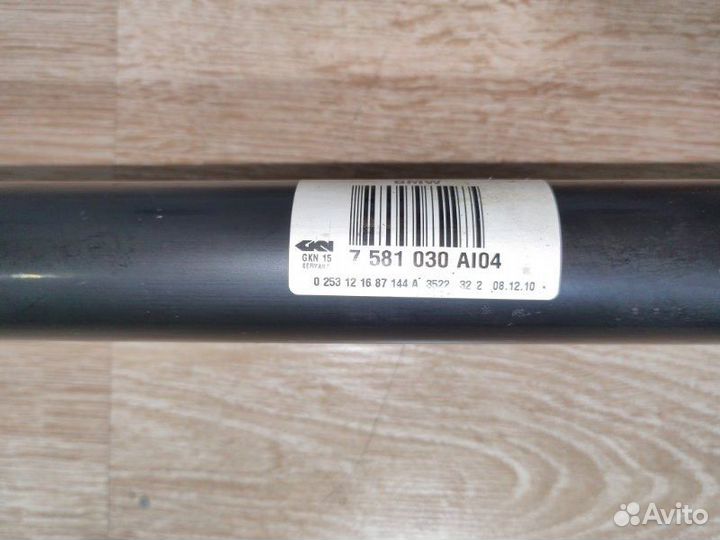 BMW
GKN
GKN 15
GERMANY
7 581 030 AI04
0 253 12 16 87 144 A 3522 32 2 08.12.10
Avito